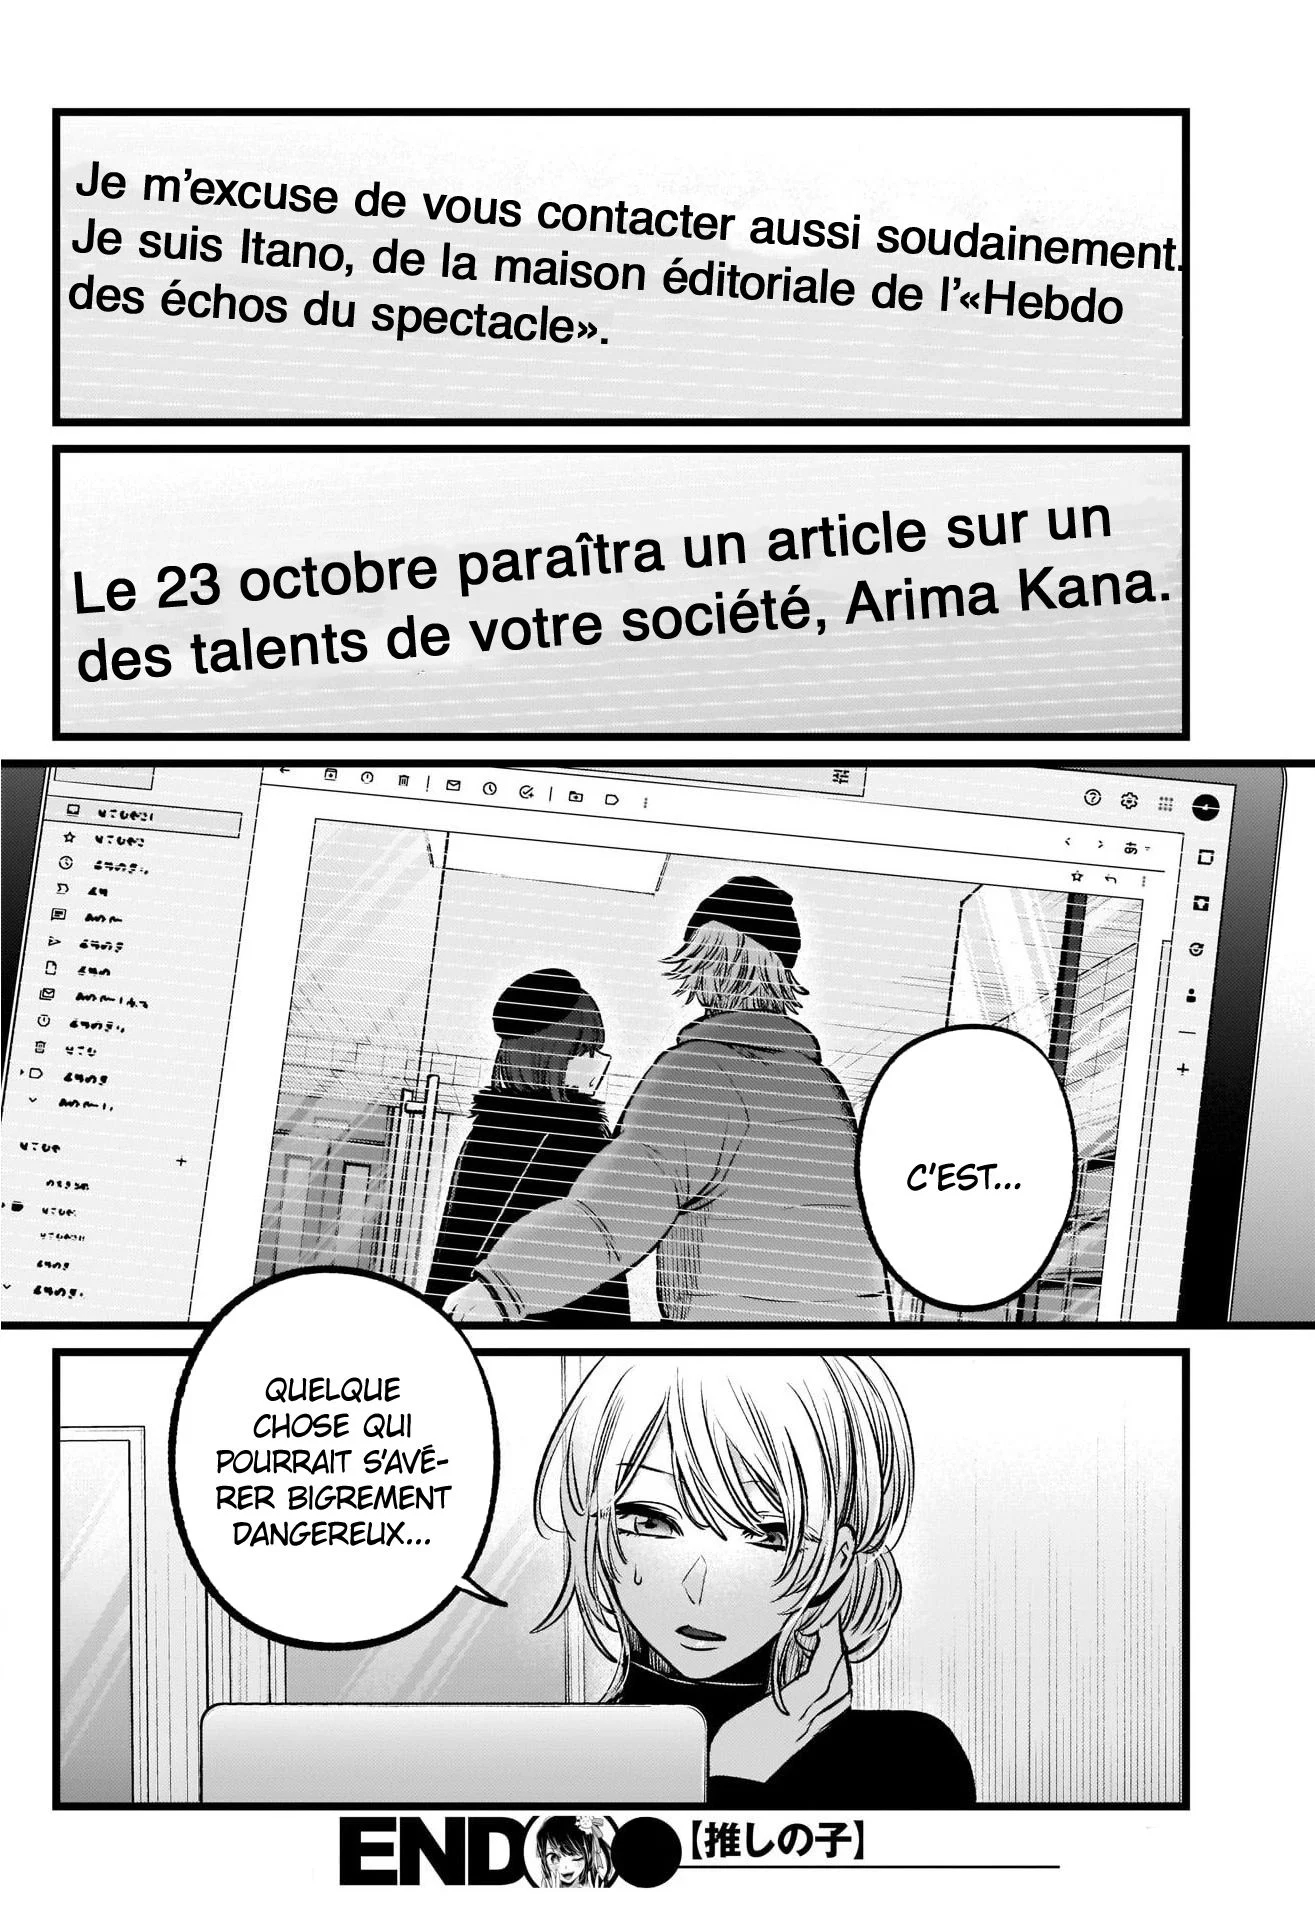 Je m'excuse de vous contacter aussi soudainement.
Je suis Itano, de la maison éditoriale de l'«Hebdo
des échos du spectacle».
Le 23 octobre paraîtra un article sur un
des talents de votre société, Arima Kana.
あ
C'EST...
QUELQUE
CHOSE QUI
POURRAIT S'AVÉ-
RER BIGREMENT
DANGEREUX...
END
【推しの子】